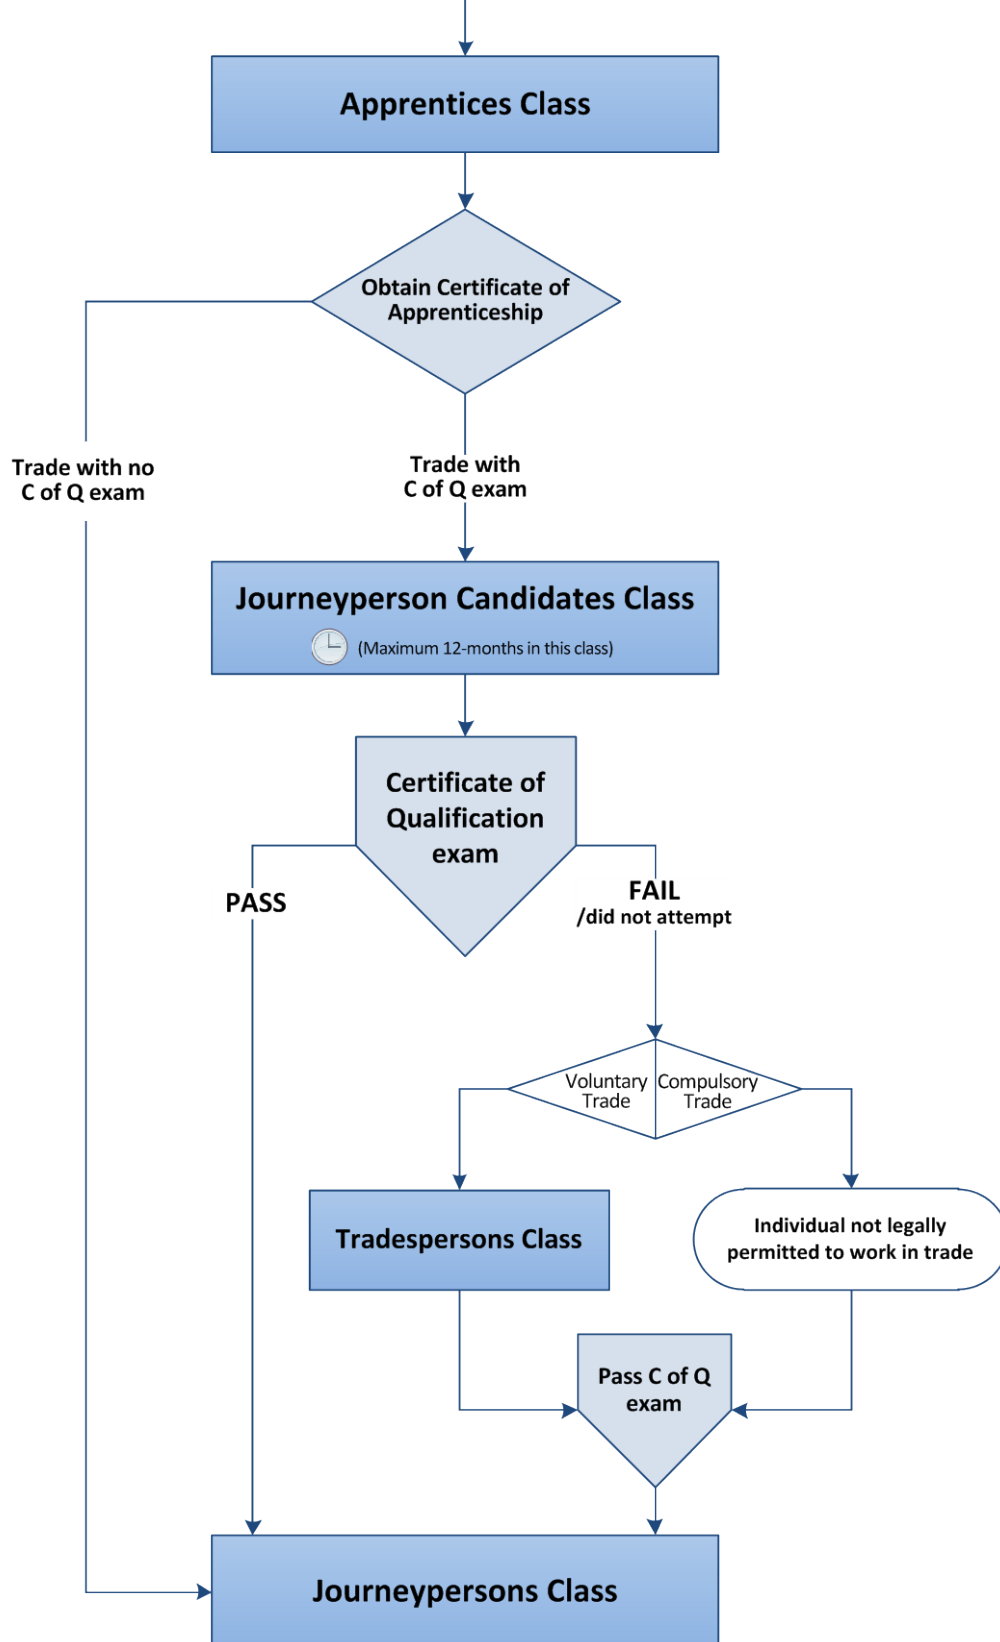 Apprentices Class
Obtain Certificate of
Apprenticeship
Trade with no
C of Q exam
Trade with
C of Q exam
Journeyperson Candidates Class
(Maximum 12-months in this class)
Certificate of
Qualification
exam
PASS
FAIL
/did not attempt
Voluntary
Trade
Compulsory
Trade
Tradespersons Class
Individual not legally
permitted to work in trade
Pass C of Q
exam
Journeypersons Class